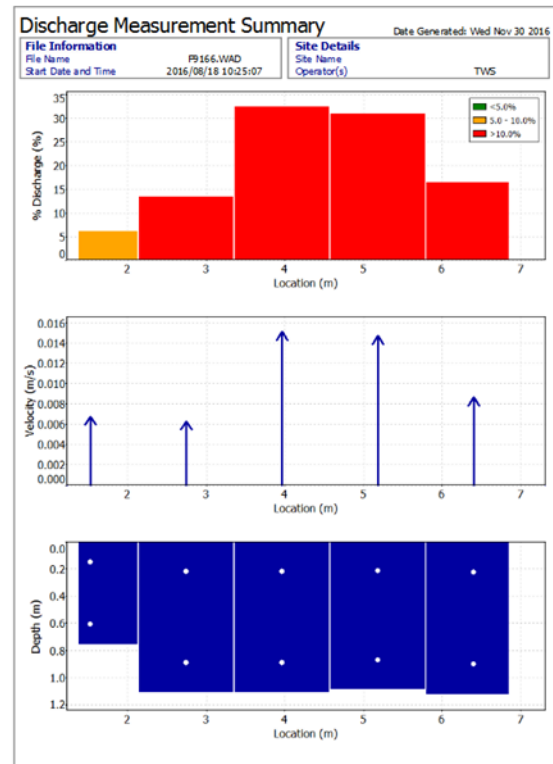 Discharge Measurement Summary
Date Generated: Wed Nov 30 2016
File Information
File Name F9166.WAD
Start Date and Time 2016/08/18 10:25:07
Site Details
Site Name
Operator(s) TWS
% Discharge (%)
35
30
25
20
15
10
5
0
<5.0%
5.0 - 10.0%
>10.0%
2 3 4 5 6 7
Location (m)
Velocity (m/s)
0.016
0.014
0.012
0.010
0.008
0.006
0.004
0.002
0.000
2 3 4 5 6 7
Location (m)
Depth (m)
0.0
0.2
0.4
0.6
0.8
1.0
1.2
2 3 4 5 6 7
Location (m)